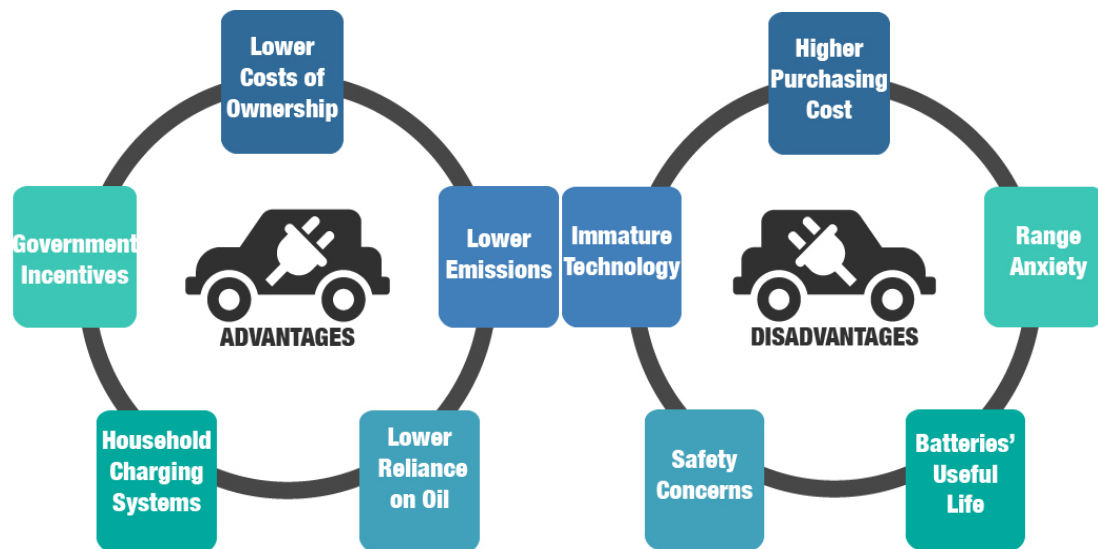 Lower
Costs of
Ownership
Government
Incentives
Lower
Emissions
ADVANTAGES
Household
Charging
Systems
Lower
Reliance
on Oil
Higher
Purchasing
Cost
Immature
Technology
Range
Anxiety
DISADVANTAGES
Safety
Concerns
Batteries’
Useful
Life